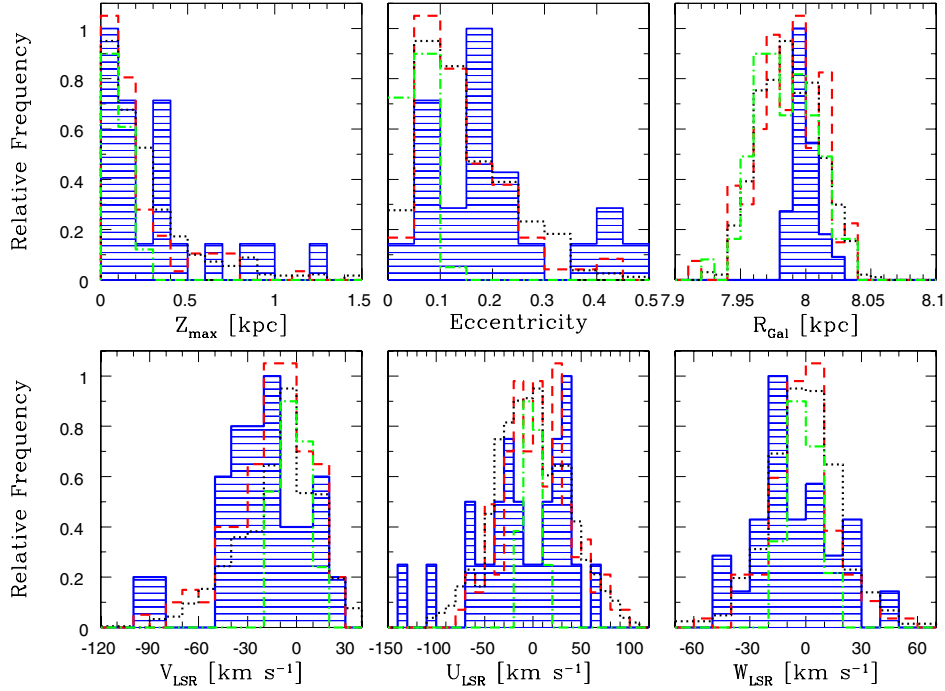 Relative Frequency
1
0.8
0.6
0.4
0.2
0
0 0.5 1 1.5
Z_max [kpc]
0 0.1 0.2 0.3 0.4 0.5
Eccentricity
7.9 7.95 8 8.05 8.1
R_Gal [kpc]
Relative Frequency
1
0.8
0.6
0.4
0.2
0
-120 -90 -60 -30 0 30
V_LSR [km s⁻¹]
-150 -100 -50 0 50 100
U_LSR [km s⁻¹]
-60 -30 0 30 60
W_LSR [km s⁻¹]